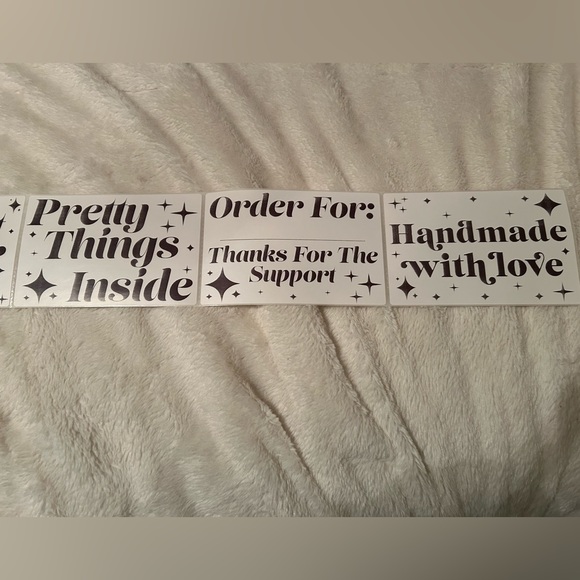 Pretty
Things
Inside
Order For:
Thanks For The
Support
Handmade
with love